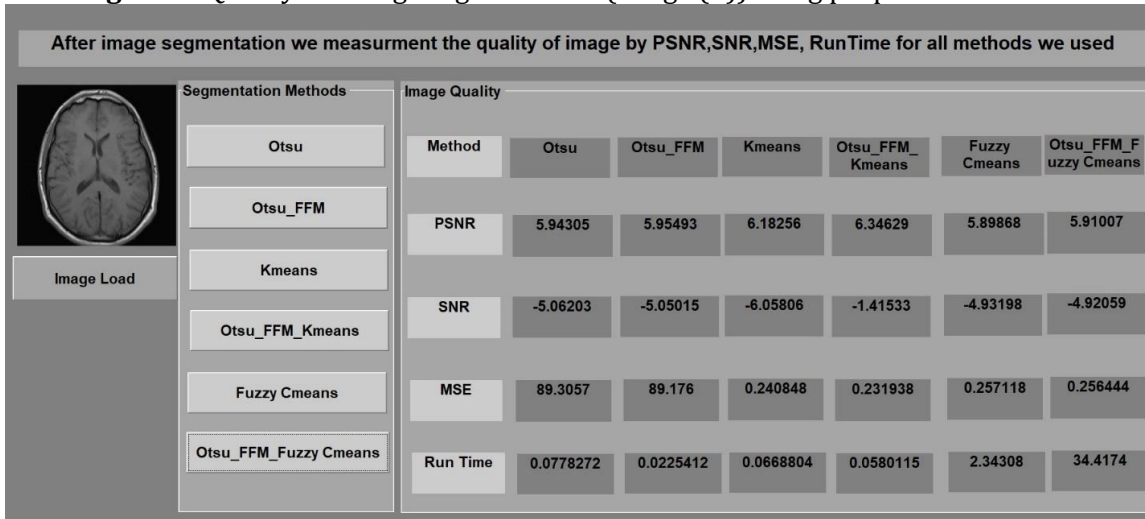 After image segmentation we measurment the quality of image by PSNR,SNR,MSE, RunTime for all methods we used
Image Load
Segmentation Methods
Otsu
Otsu_FFM
Kmeans
Otsu_FFM_Kmeans
Fuzzy Cmeans
Otsu_FFM_Fuzzy Cmeans
Image Quality
Method Otsu Otsu_FFM Kmeans Otsu_FFM_ Fuzzy Otsu_FFM_F
Kmeans Cmeans uzzy Cmeans
PSNR 5.94305 5.95493 6.18256 6.34629 5.89868 5.91007
SNR -5.06203 -5.05015 -6.05806 -1.41533 -4.93198 -4.92059
MSE 89.3057 89.176 0.240848 0.231938 0.257118 0.256444
Run Time 0.0778272 0.0225412 0.0668804 0.0580115 2.34308 34.4174